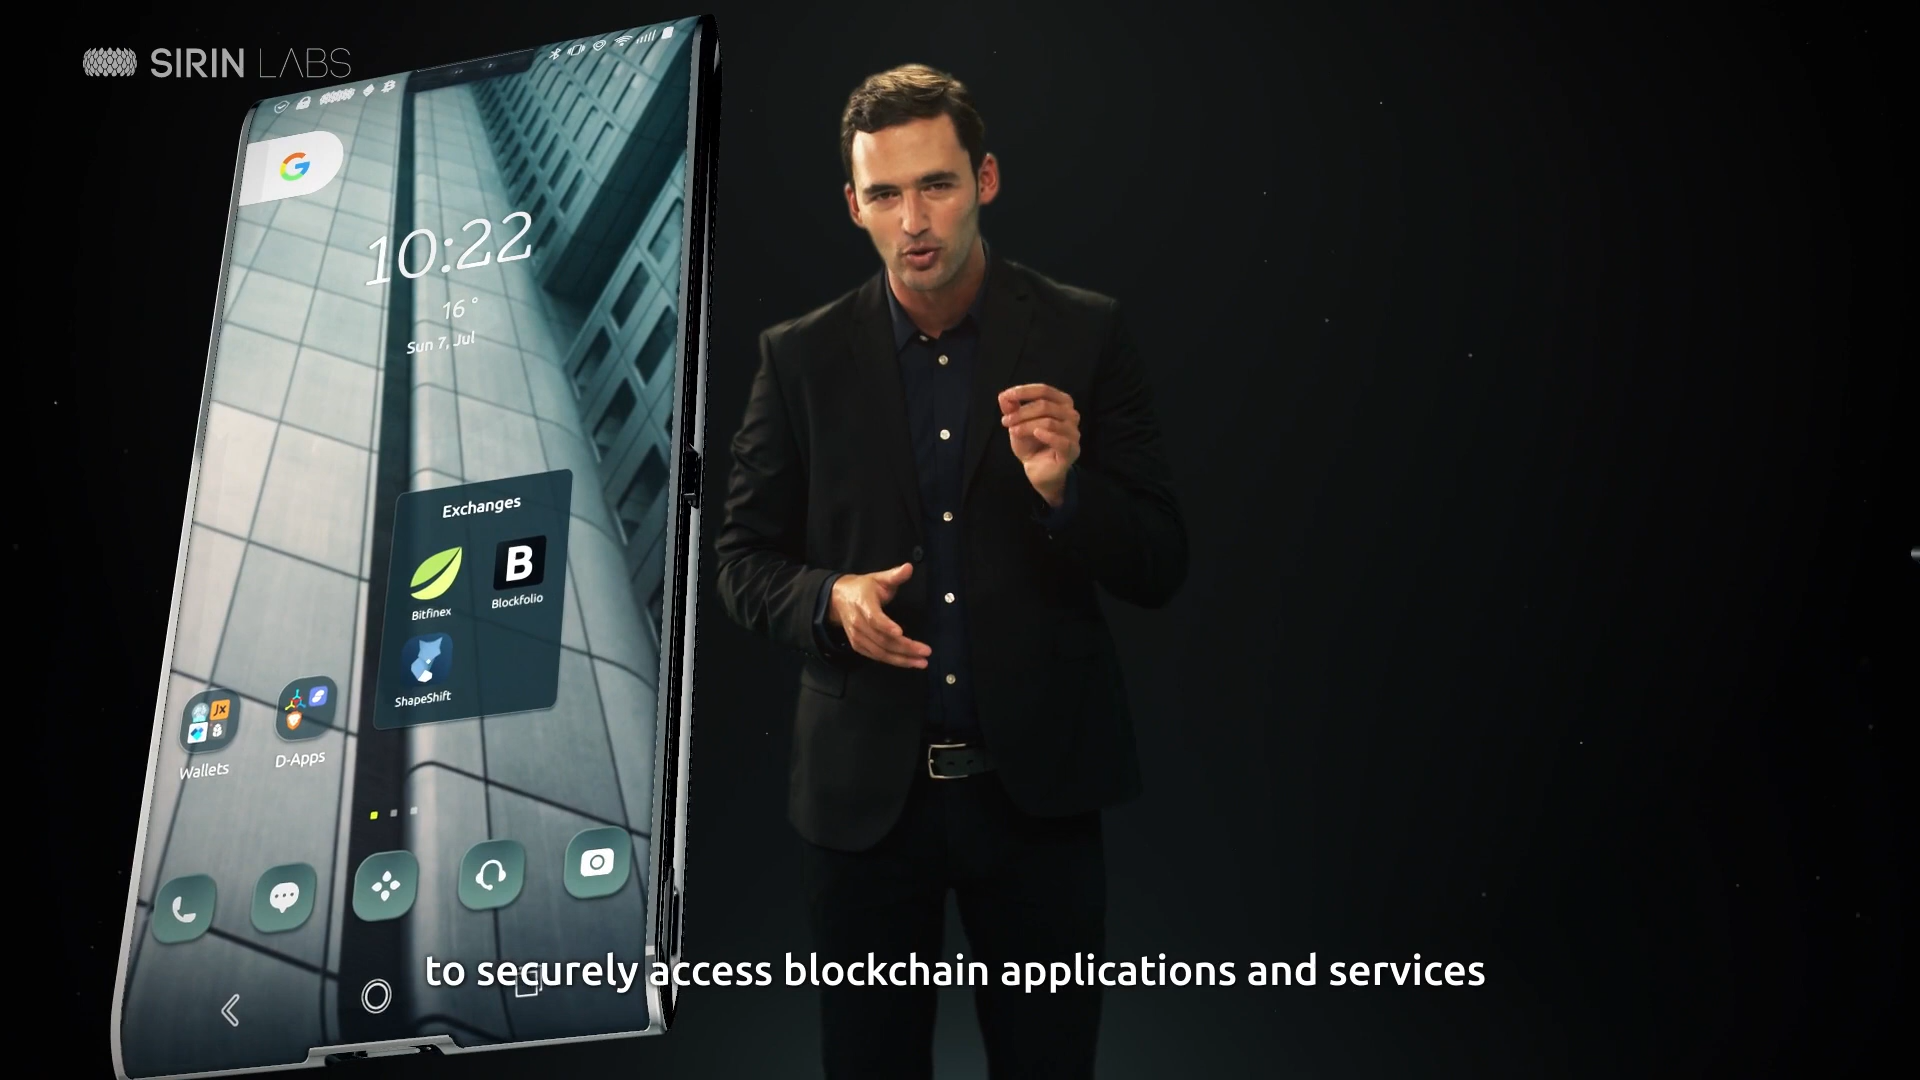 SIRIN LABS
G
10:22
16°
Sun 7, Jul
Exchanges
B
Bitfinex
Blockfolio
ShapeShift
Jx
Wallets
D-Apps
to securely access blockchain applications and services